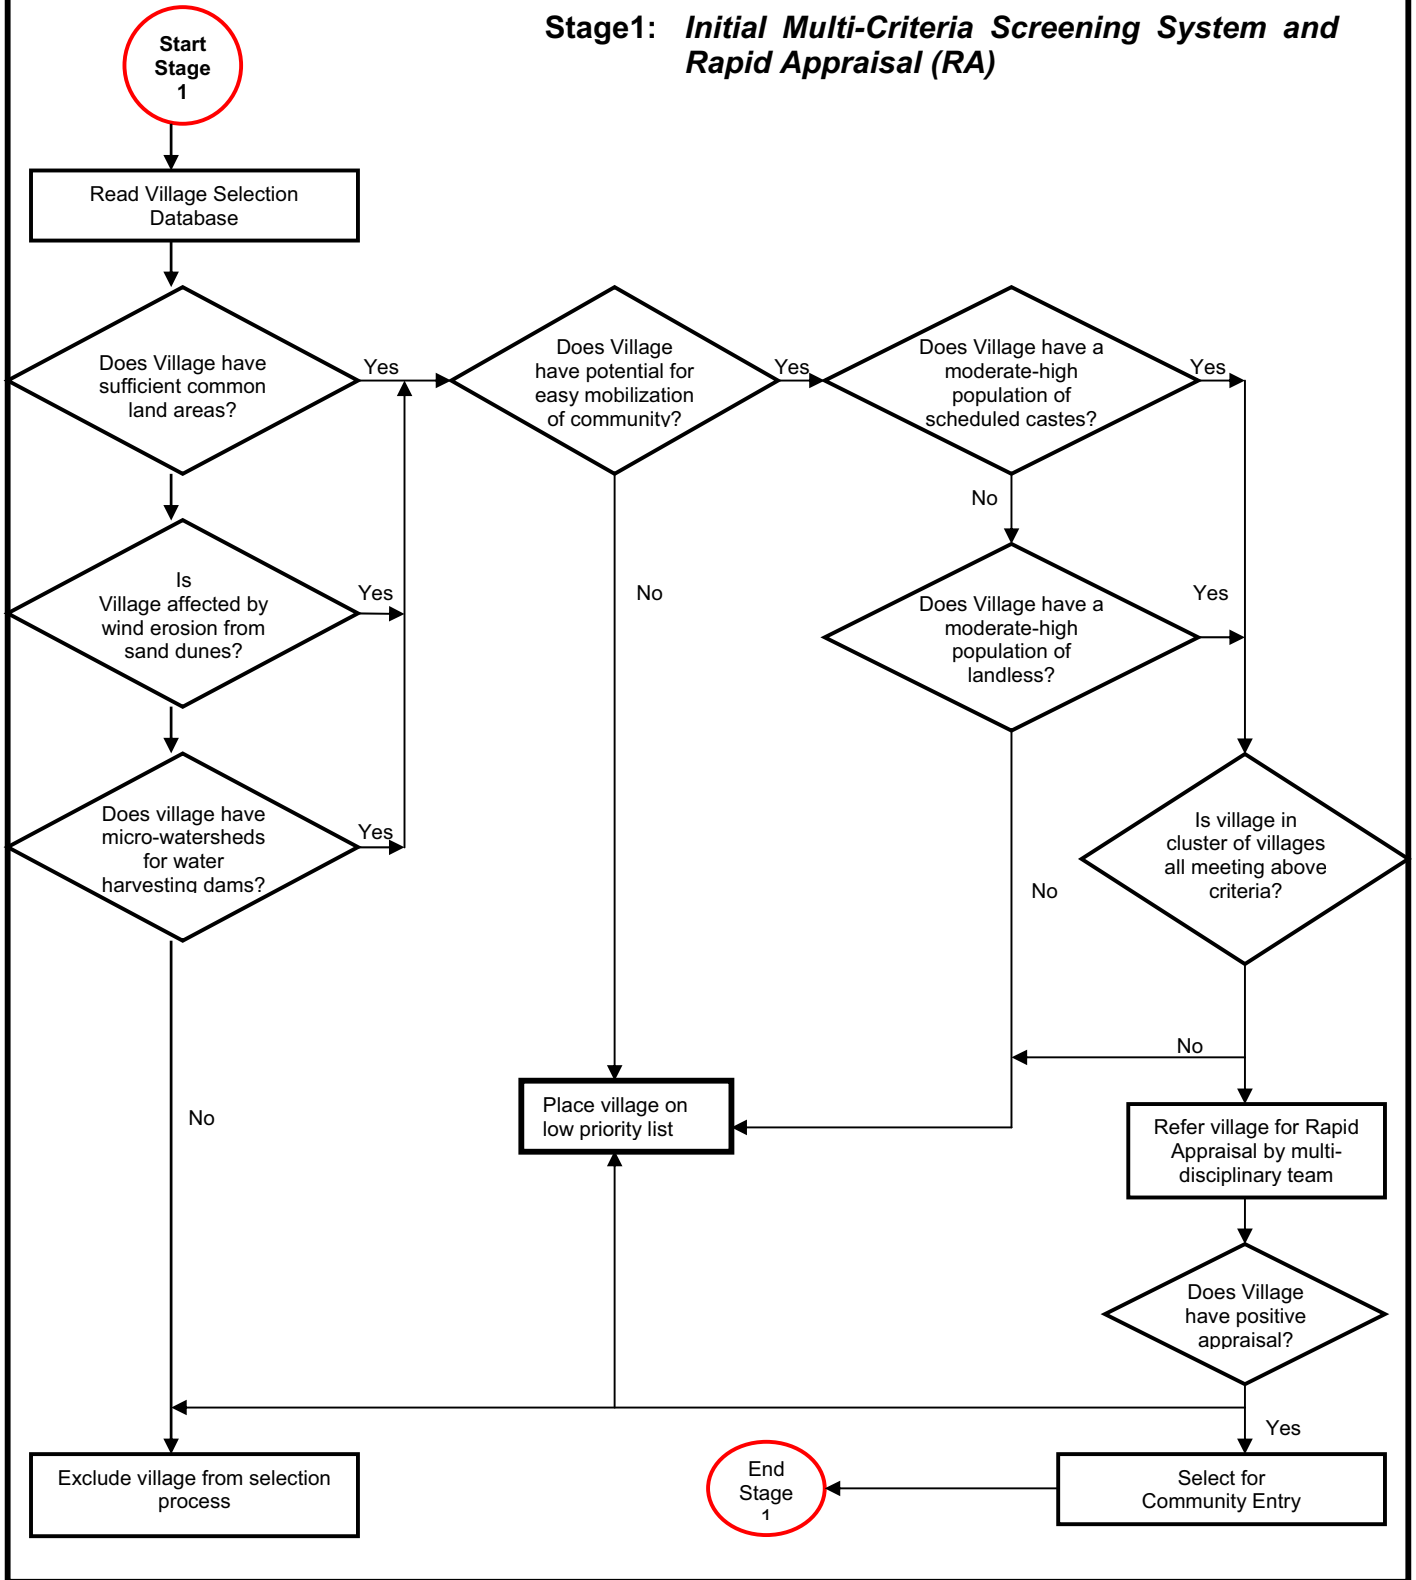 Stage1: Initial Multi-Criteria Screening System and
Rapid Appraisal (RA)
Start
Stage
1
Read Village Selection
Database
Does Village have
sufficient common
land areas?
Yes
Does Village
have potential for
easy mobilization
of community?
Yes
Does Village have a
moderate-high
population of
scheduled castes?
Yes
No
Is
Village affected by
wind erosion from
sand dunes?
Yes
No
Does Village have a
moderate-high
population of
landless?
Yes
Does village have
micro-watersheds
for water
harvesting dams?
Yes
No
Is village in
cluster of villages
all meeting above
criteria?
No
No
Place village on
low priority list
Refer village for Rapid
Appraisal by multi-
disciplinary team
Does Village
have positive
appraisal?
Yes
Exclude village from selection
process
End
Stage
1
Select for
Community Entry